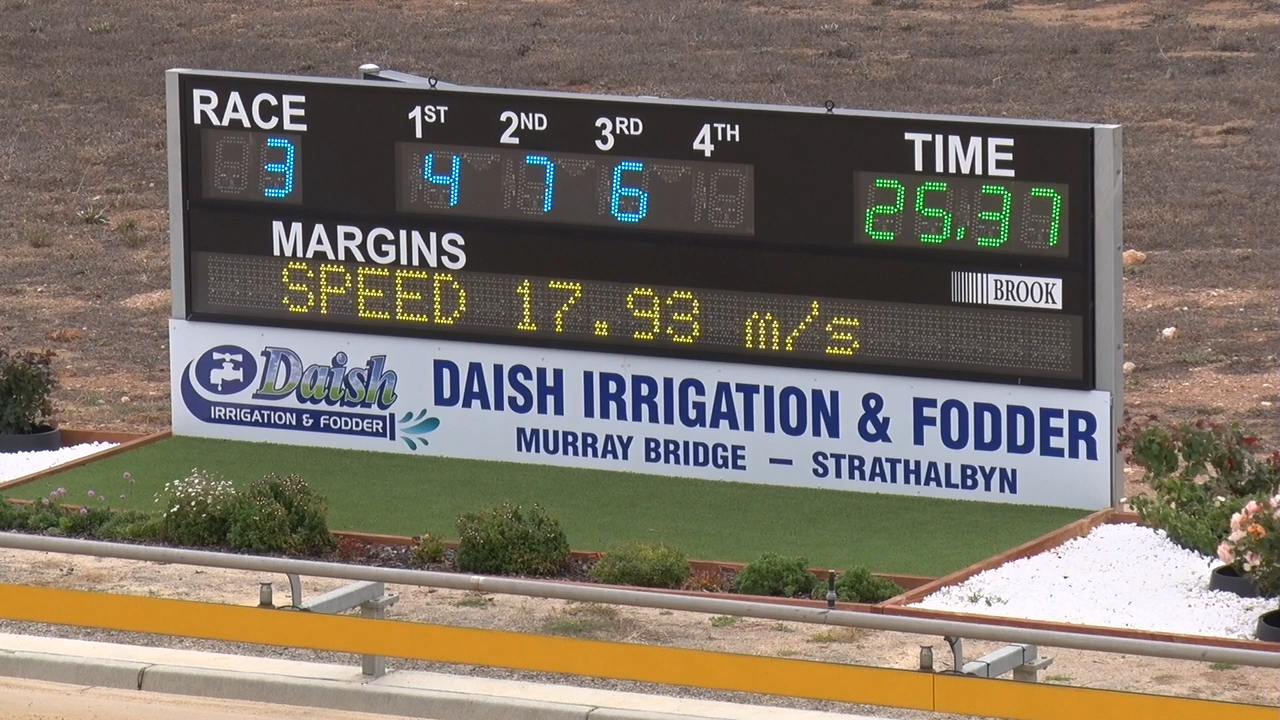 RACE 1ST 2ND 3RD 4TH TIME
3 4 7 6 25.37
MARGINS
BROOK
SPEED 17.93 m/s
Daish
IRRIGATION & FODDER
DAISH IRRIGATION & FODDER
MURRAY BRIDGE – STRATHALBYN